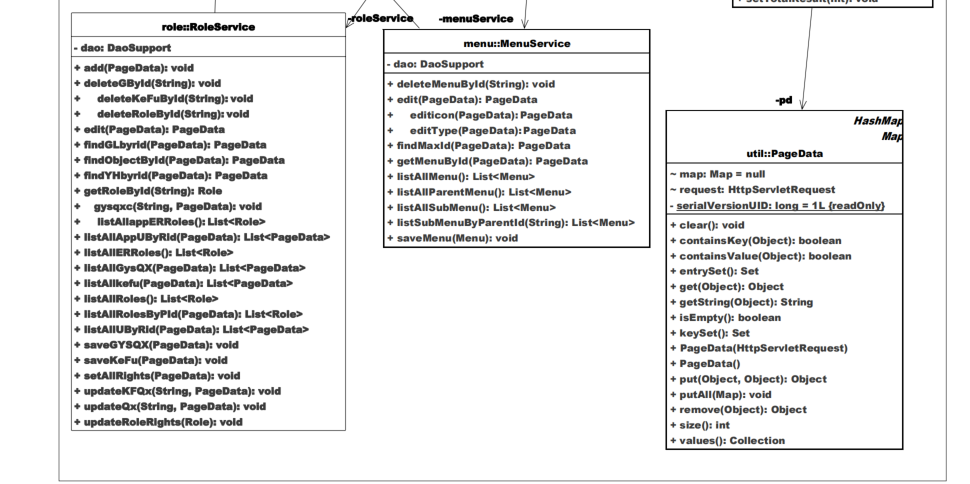 + setTotalResult(int): void
-roleService
-menuService
role::RoleService
- dao: DaoSupport
+ add(PageData): void
+ deleteGById(String): void
+ deleteKeFuById(String): void
+ deleteRoleById(String): void
+ edit(PageData): PageData
+ findGLbyrid(PageData): PageData
+ findObjectById(PageData): PageData
+ findYHbyrid(PageData): PageData
+ getRoleById(String): Role
+ gysqxc(String, PageData): void
+ listAllappERRoles(): List<Role>
+ listAllAppUByRid(PageData): List<PageData>
+ listAllERRoles(): List<Role>
+ listAllGysQX(PageData): List<PageData>
+ listAllkefu(PageData): List<PageData>
+ listAllRoles(): List<Role>
+ listAllRolesByPId(PageData): List<Role>
+ listAllUByRid(PageData): List<PageData>
+ saveGYSQX(PageData): void
+ saveKeFu(PageData): void
+ setAllRights(PageData): void
+ updateKFQx(String, PageData): void
+ updateQx(String, PageData): void
+ updateRoleRights(Role): void
menu::MenuService
- dao: DaoSupport
+ deleteMenuById(String): void
+ edit(PageData): PageData
+ editicon(PageData): PageData
+ editType(PageData): PageData
+ findMaxId(PageData): PageData
+ getMenuById(PageData): PageData
+ listAllMenu(): List<Menu>
+ listAllParentMenu(): List<Menu>
+ listAllSubMenu(): List<Menu>
+ listSubMenuByParentId(String): List<Menu>
+ saveMenu(Menu): void
-pd
HashMap
Map
util::PageData
~ map: Map = null
~ request: HttpServletRequest
- serialVersionUID: long = 1L {readOnly}
+ clear(): void
+ containsKey(Object): boolean
+ containsValue(Object): boolean
+ entrySet(): Set
+ get(Object): Object
+ getString(Object): String
+ isEmpty(): boolean
+ keySet(): Set
+ PageData(HttpServletRequest)
+ PageData()
+ put(Object, Object): Object
+ putAll(Map): void
+ remove(Object): Object
+ size(): int
+ values(): Collection